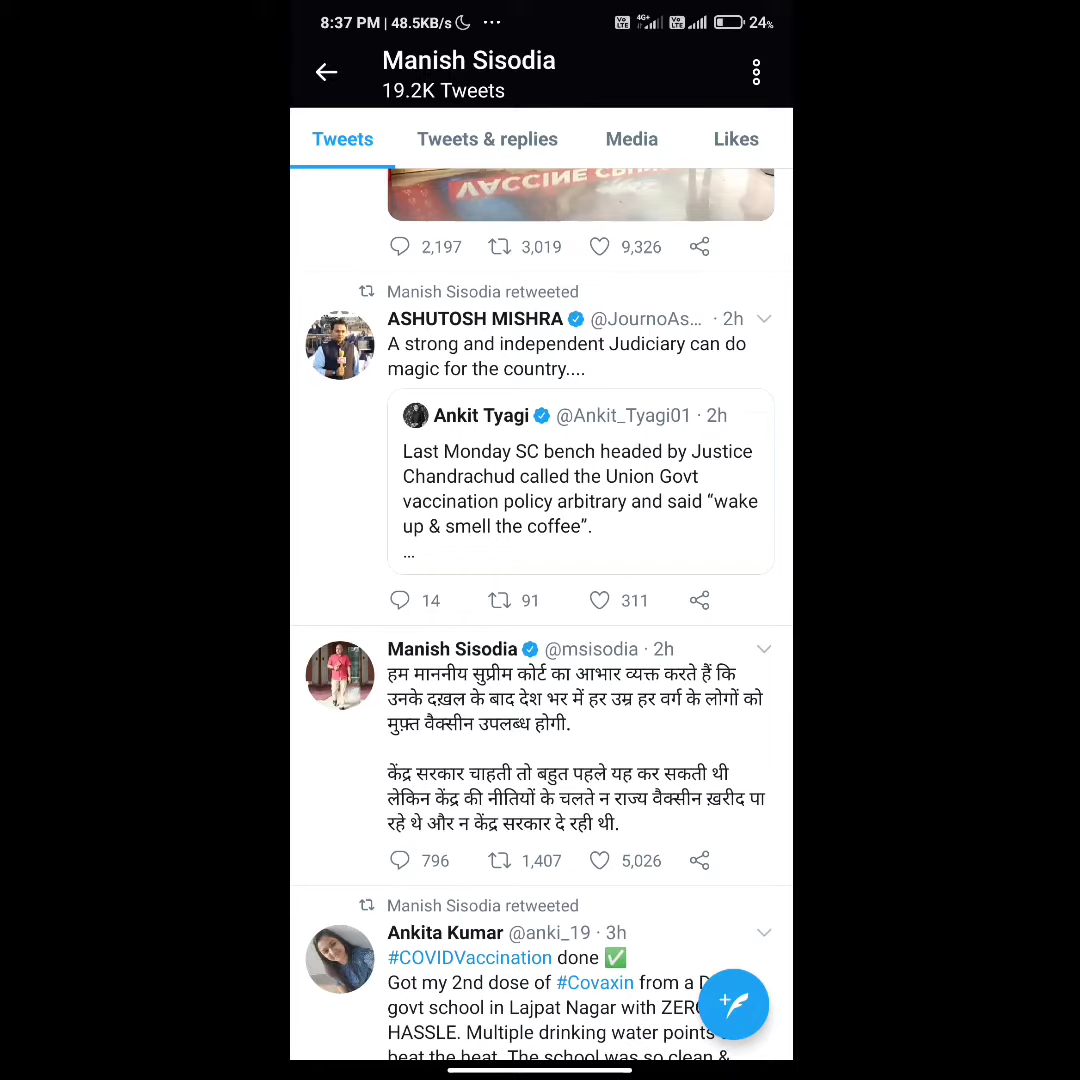 8:37 PM | 48.5KB/s ...
Vo LTE 4G+ Vo LTE 24%
Manish Sisodia
19.2K Tweets
Tweets Tweets & replies Media Likes
VACCINE
2,197 3,019 9,326
Manish Sisodia retweeted
ASHUTOSH MISHRA @JournoAs... · 2h
A strong and independent Judiciary can do
magic for the country....
Ankit Tyagi @Ankit_Tyagi01 · 2h
Last Monday SC bench headed by Justice
Chandrachud called the Union Govt
vaccination policy arbitrary and said “wake
up & smell the coffee”.
...
14 91 311
Manish Sisodia @msisodia · 2h
हम माननीय सुप्रीम कोर्ट का आभार व्यक्त करते हैं कि
उनके दख़ल के बाद देश भर में हर उम्र हर वर्ग के लोगों को
मुफ़्त वैक्सीन उपलब्ध होगी.
केंद्र सरकार चाहती तो बहुत पहले यह कर सकती थी
लेकिन केंद्र की नीतियों के चलते न राज्य वैक्सीन ख़रीद पा
रहे थे और न केंद्र सरकार दे रही थी.
796 1,407 5,026
Manish Sisodia retweeted
Ankita Kumar @anki_19 · 3h
#COVIDVaccination done ✅
Got my 2nd dose of #Covaxin from a
govt school in Lajpat Nagar with
HASSLE. Multiple drinking water points
beat the heat. The school was so clean &